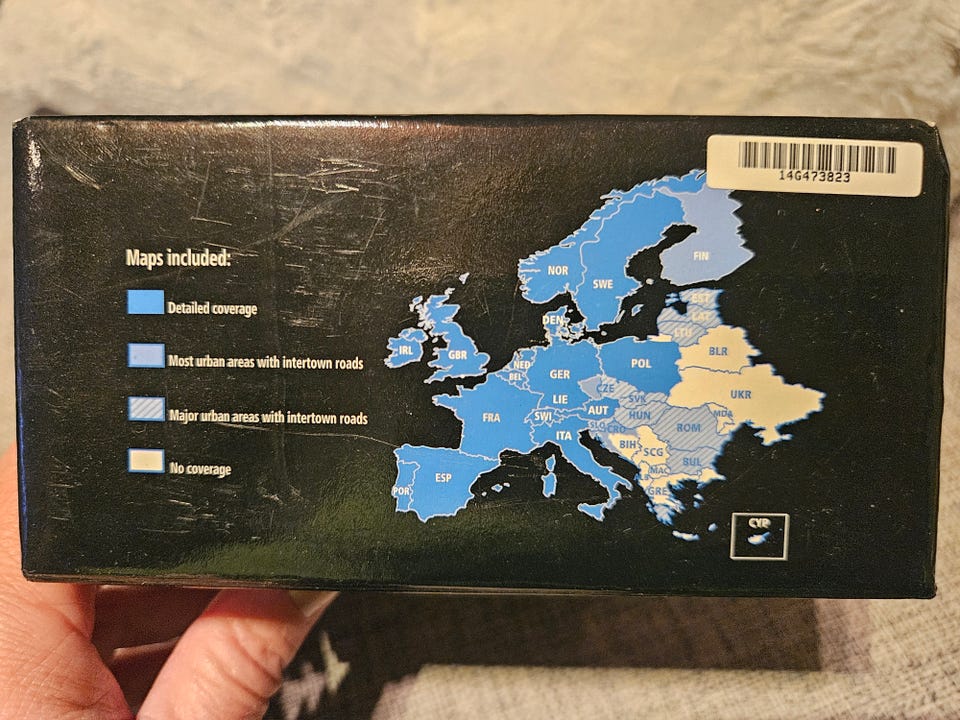 14G473823
Maps included:
Detailed coverage
Most urban areas with intertown roads
Major urban areas with intertown roads
No coverage
NOR
SWE
FIN
EST
LAT
LTU
DEN
IRL
GBR
NED
BEL
GER
POL
BLR
UKR
LIE
CZE
SVK
FRA
SWI
AUT
HUN
MDA
SLO
CRO
ROM
ITA
BIH
SCG
BUL
MAC
ESP
POR
GRE
CYP